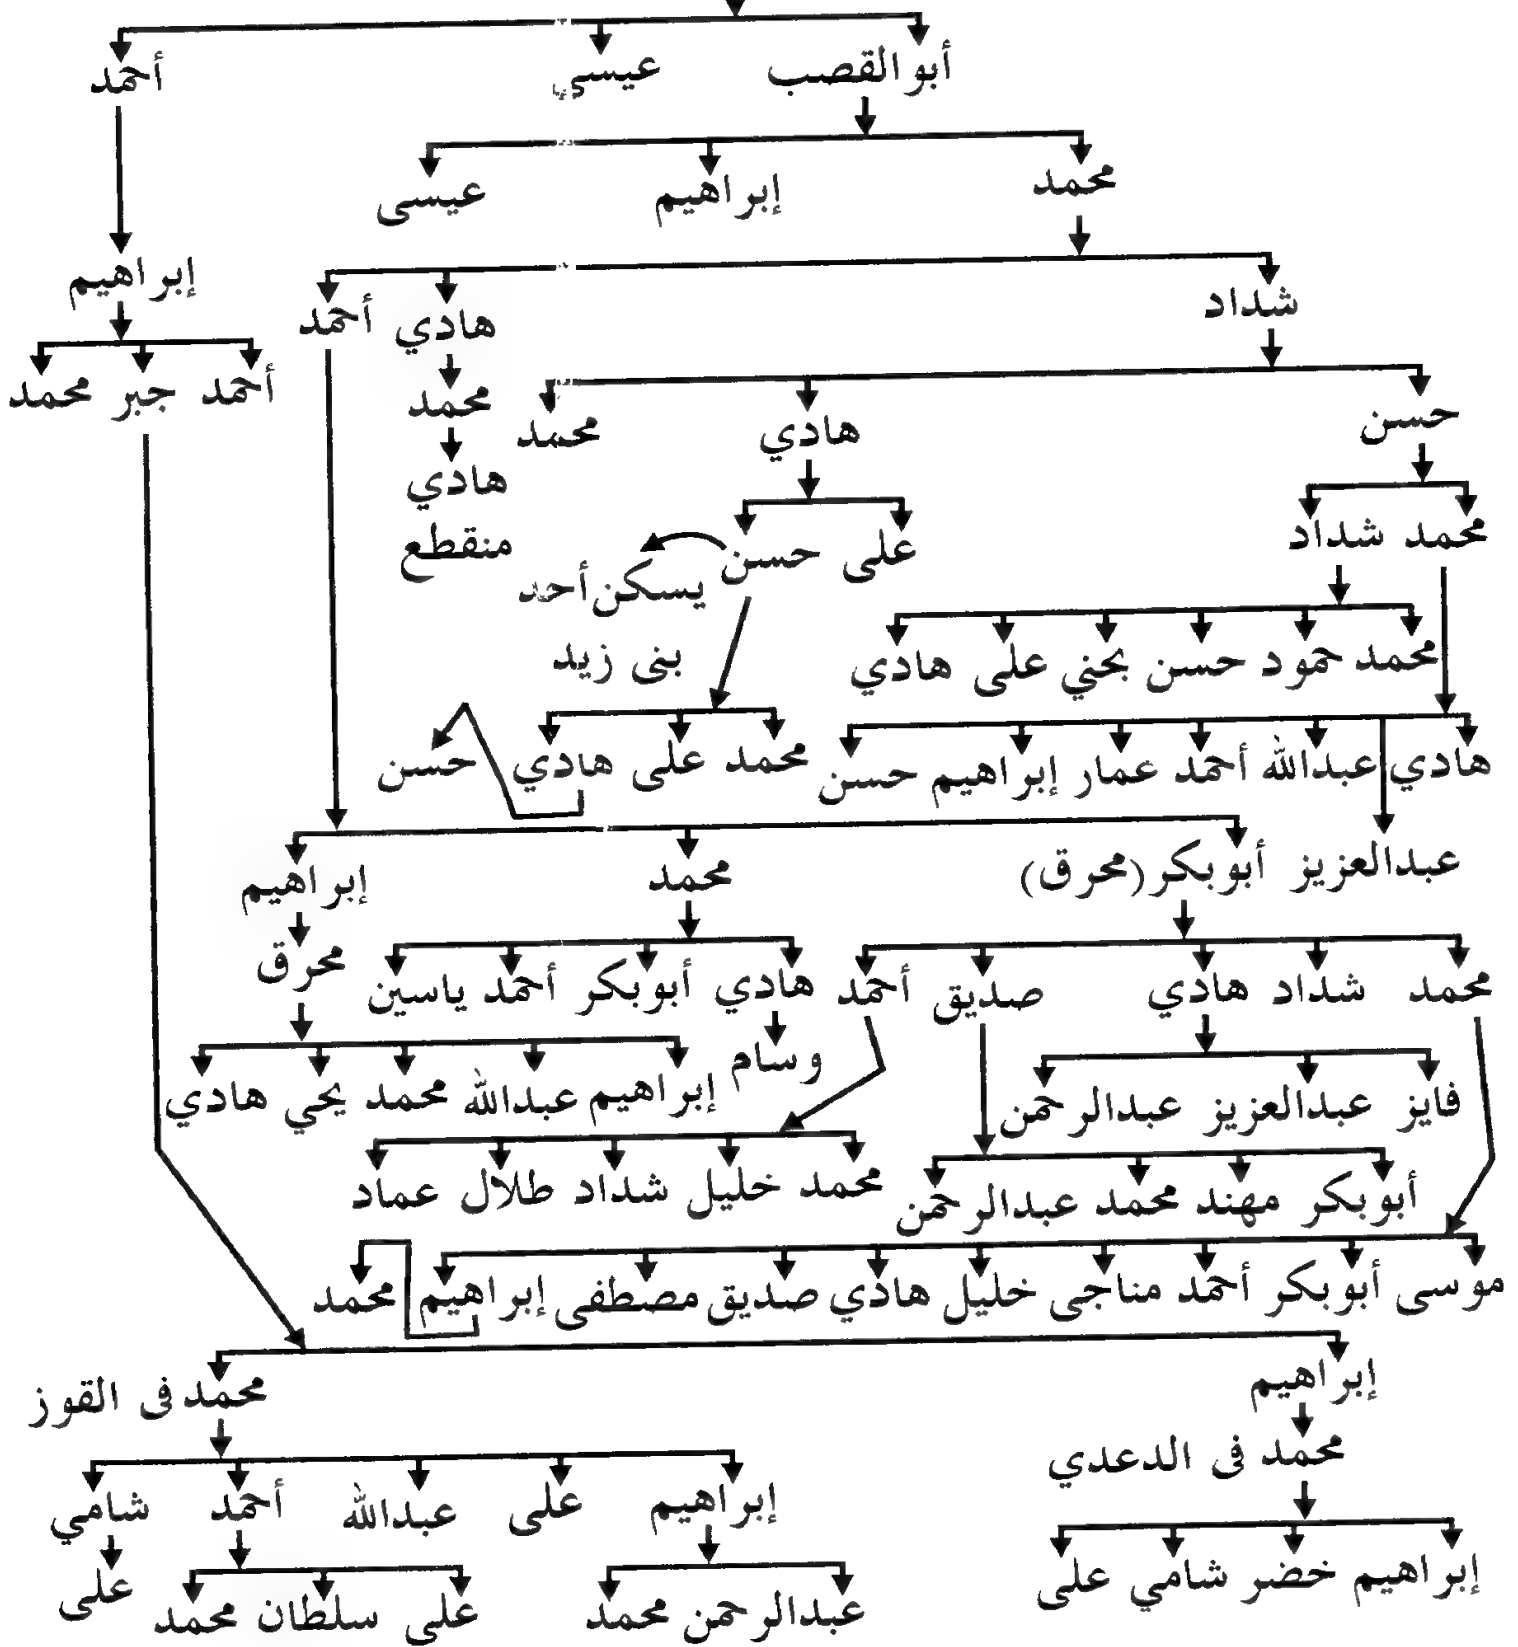 أبو القصب عيسي أحمد
محمد إبراهيم عيسى
إبراهيم
شداد هادي أحمد
أحمد جبر محمد
حسن هادي محمد محمد
هادي
محمد شداد على حسن منقطع
يسكن أحد
محمد حمود حسن بحني على هادي بنى زيد
هادي عبدالله أحمد عمار إبراهيم حسن محمد على هادي حسن
عبدالعزيز أبوبكر (محرق) محمد إبراهيم
محرق
محمد شداد هادي صديق أحمد هادي أبوبكر أحمد ياسين
وسام
فايز عبدالعزيز عبدالرحمن إبراهيم عبدالله محمد يحي هادي
أبوبكر مهند محمد عبدالرحمن محمد خليل شداد طلال عماد
موسى أبوبكر أحمد مناجى خليل هادي صديق مصطفى إبراهيم محمد
إبراهيم محمد فى القوز
محمد فى الدعدي
إبراهيم على عبدالله أحمد شامي
إبراهيم خضر شامي على عبدالرحمن محمد على سلطان محمد على